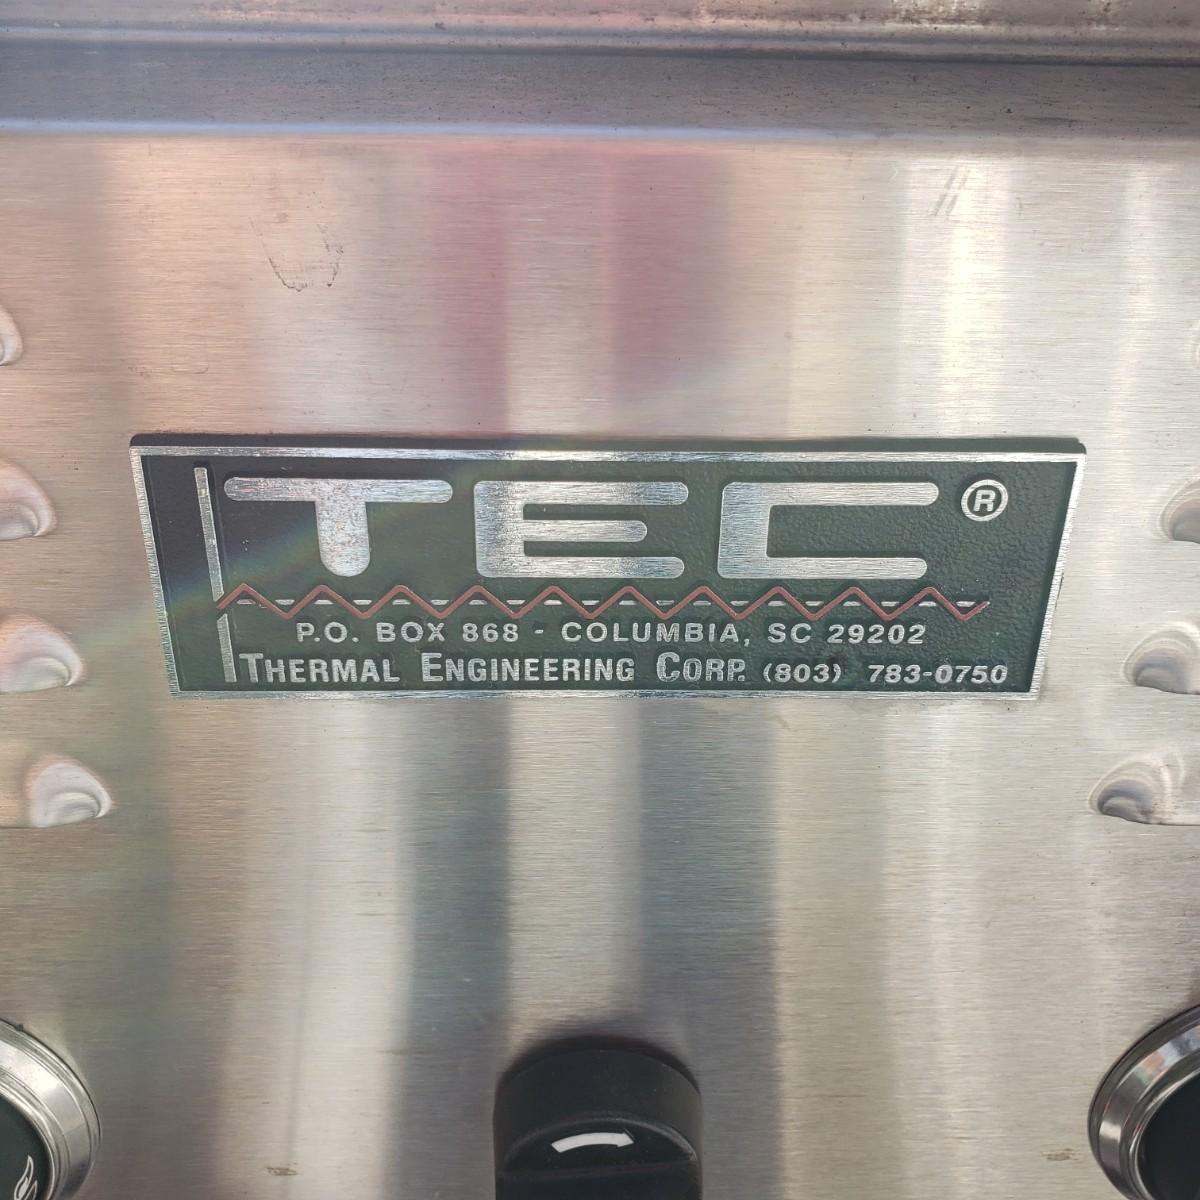 TEC®
P.O. BOX 868 - COLUMBIA, SC 29202
THERMAL ENGINEERING CORP. (803) 783-0750